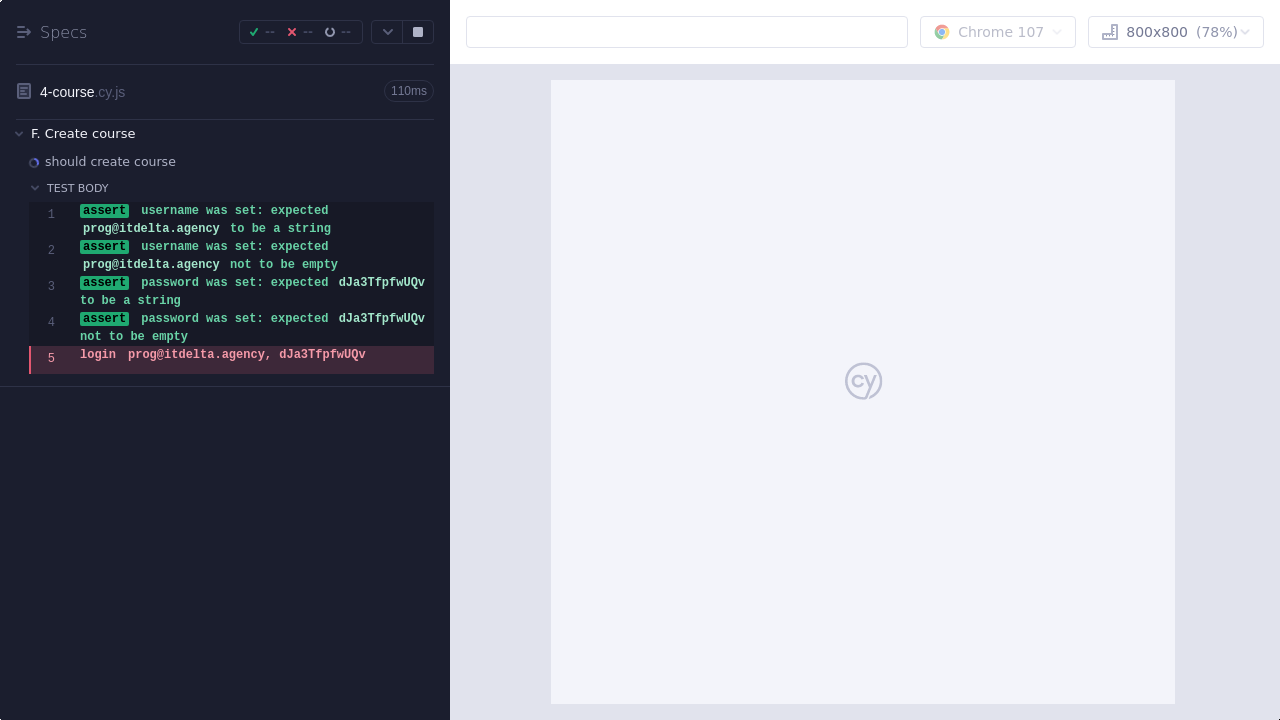 Specs
--
--
--
4-course.cy.js
110ms
F. Create course
should create course
TEST BODY
1
assert username was set: expected
prog@itdelta.agency to be a string
2
assert username was set: expected
prog@itdelta.agency not to be empty
3
assert password was set: expected dJa3TfpfwUQv
to be a string
4
assert password was set: expected dJa3TfpfwUQv
not to be empty
5
login prog@itdelta.agency, dJa3TfpfwUQv
Chrome 107
800x800 (78%)
cy